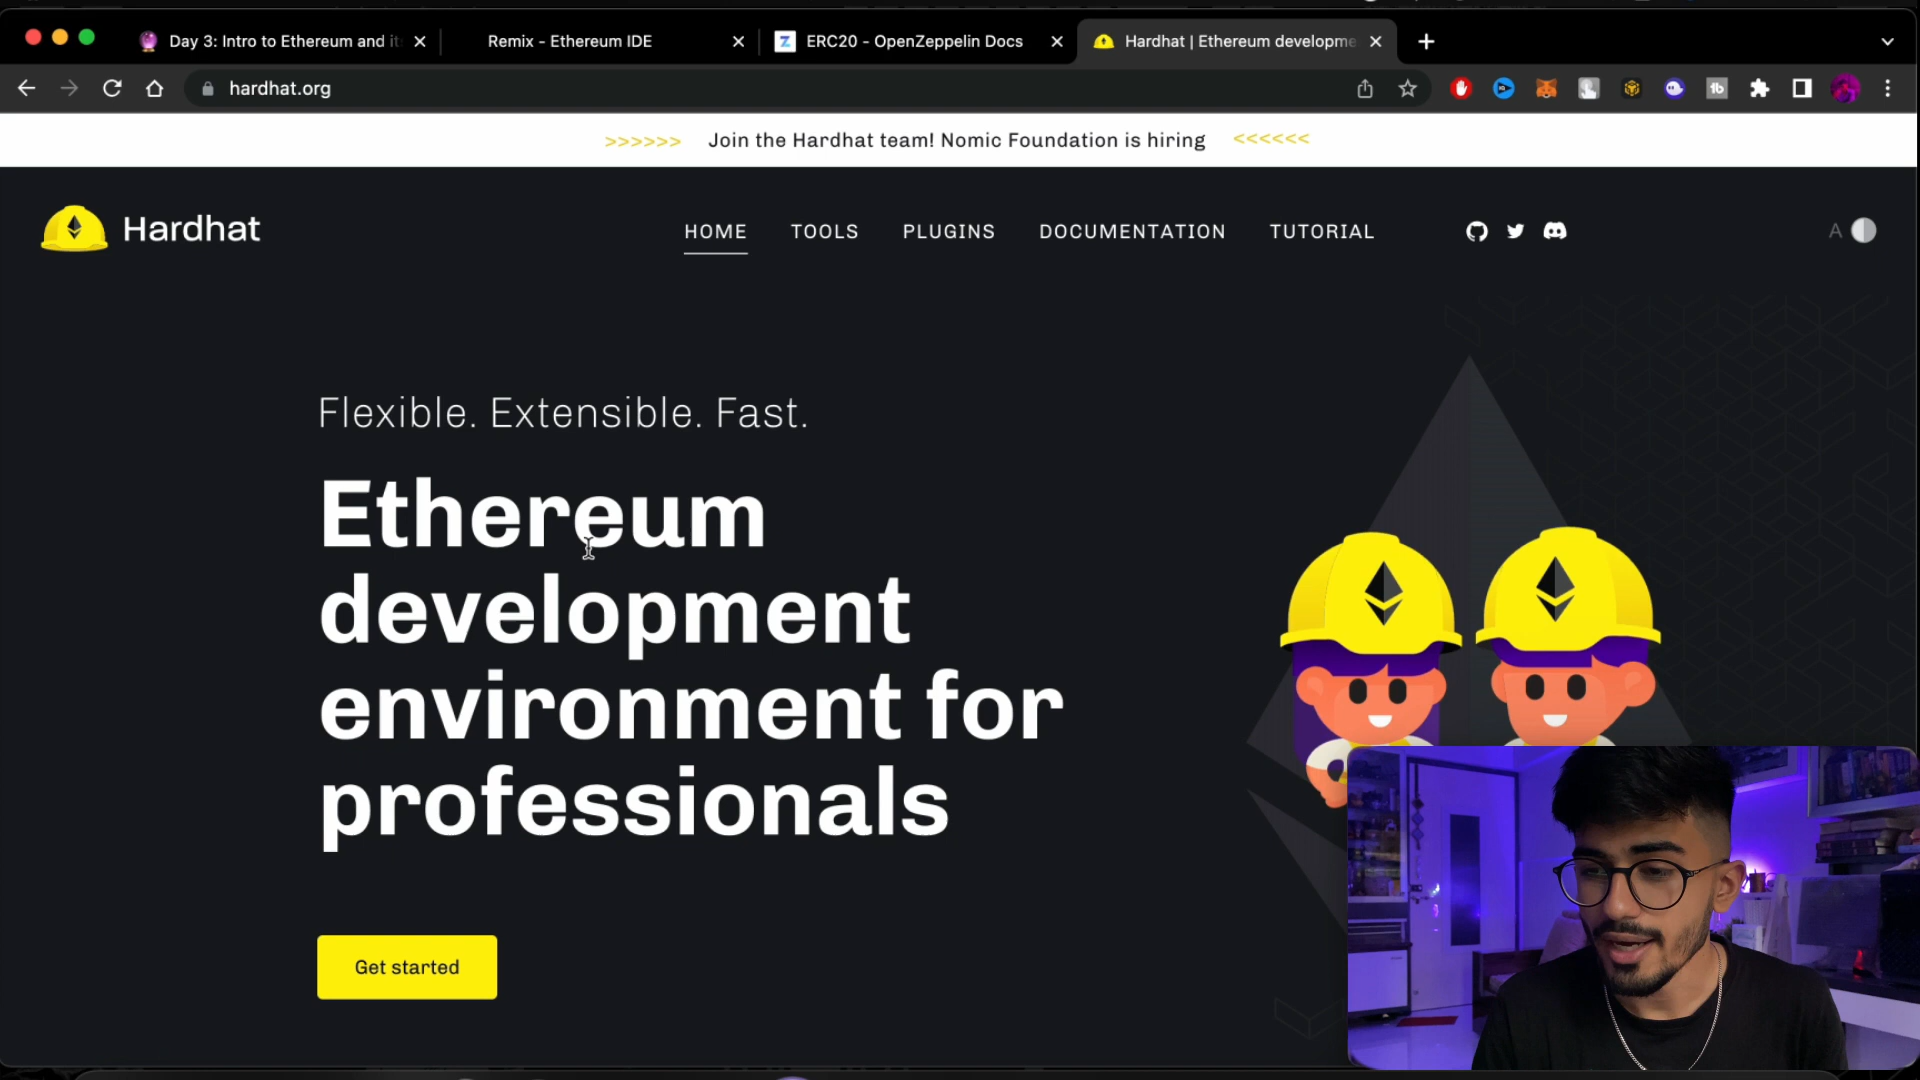 Day 3: Intro to Ethereum and it
Remix - Ethereum IDE
ERC20 - OpenZeppelin Docs
Hardhat | Ethereum developme
hardhat.org
>>>>>> Join the Hardhat team! Nomic Foundation is hiring <<<<<<
Hardhat
HOME
TOOLS
PLUGINS
DOCUMENTATION
TUTORIAL
A
Flexible. Extensible. Fast.
Ethereum
development
environment for
professionals
Get started